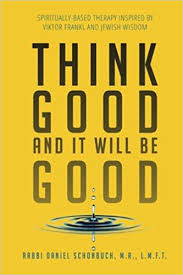 SPIRITUALLY-BASED THERAPY INSPIRED BY
VIKTOR FRANKL AND JEWISH WISDOM
THINK
GOOD
AND IT WILL BE
GOOD
RABBI DANIEL SCHONBUCH, M.R., L.M.F.T.